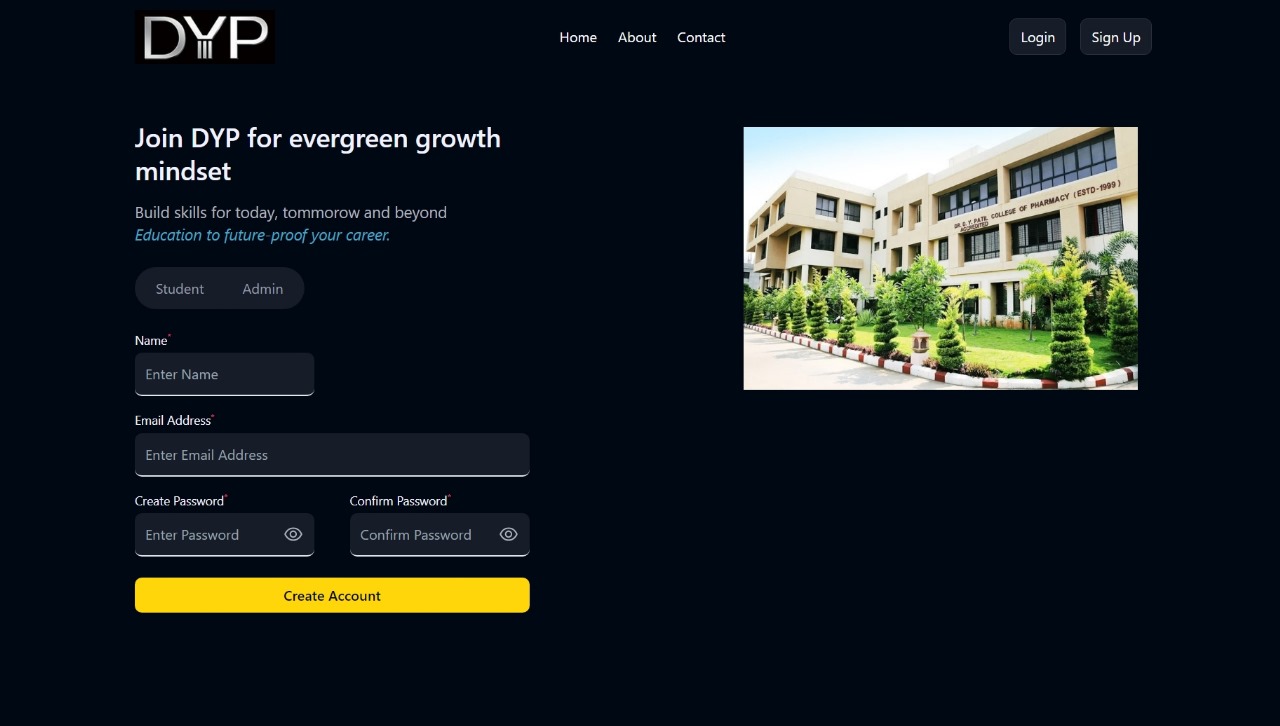 DYP
Home About Contact
Login Sign Up
Join DYP for evergreen growth
mindset
Build skills for today, tommorow and beyond
Education to future-proof your career.
Student Admin
Name*
Enter Name
Email Address*
Enter Email Address
Create Password* Confirm Password*
Enter Password Confirm Password
Create Account
DR. D. Y. PATIL COLLEGE OF PHARMACY (ESTD-1999)
ACCREDITED